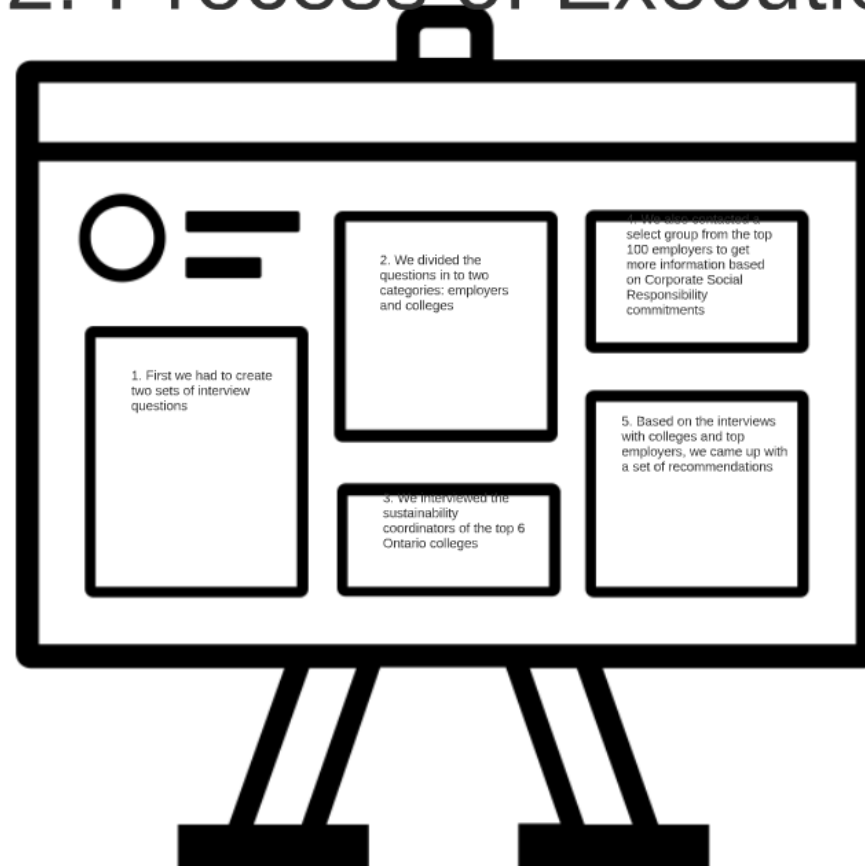 2. Process of Executi
1. First we had to create
two sets of interview
questions
2. We divided the
questions in to two
categories: employers
and colleges
3. We interviewed the
sustainability
coordinators of the top 6
Ontario colleges
4. We also contacted a
select group from the top
100 employers to get
more information based
on Corporate Social
Responsibility
commitments
5. Based on the interviews
with colleges and top
employers, we came up with
a set of recommendations